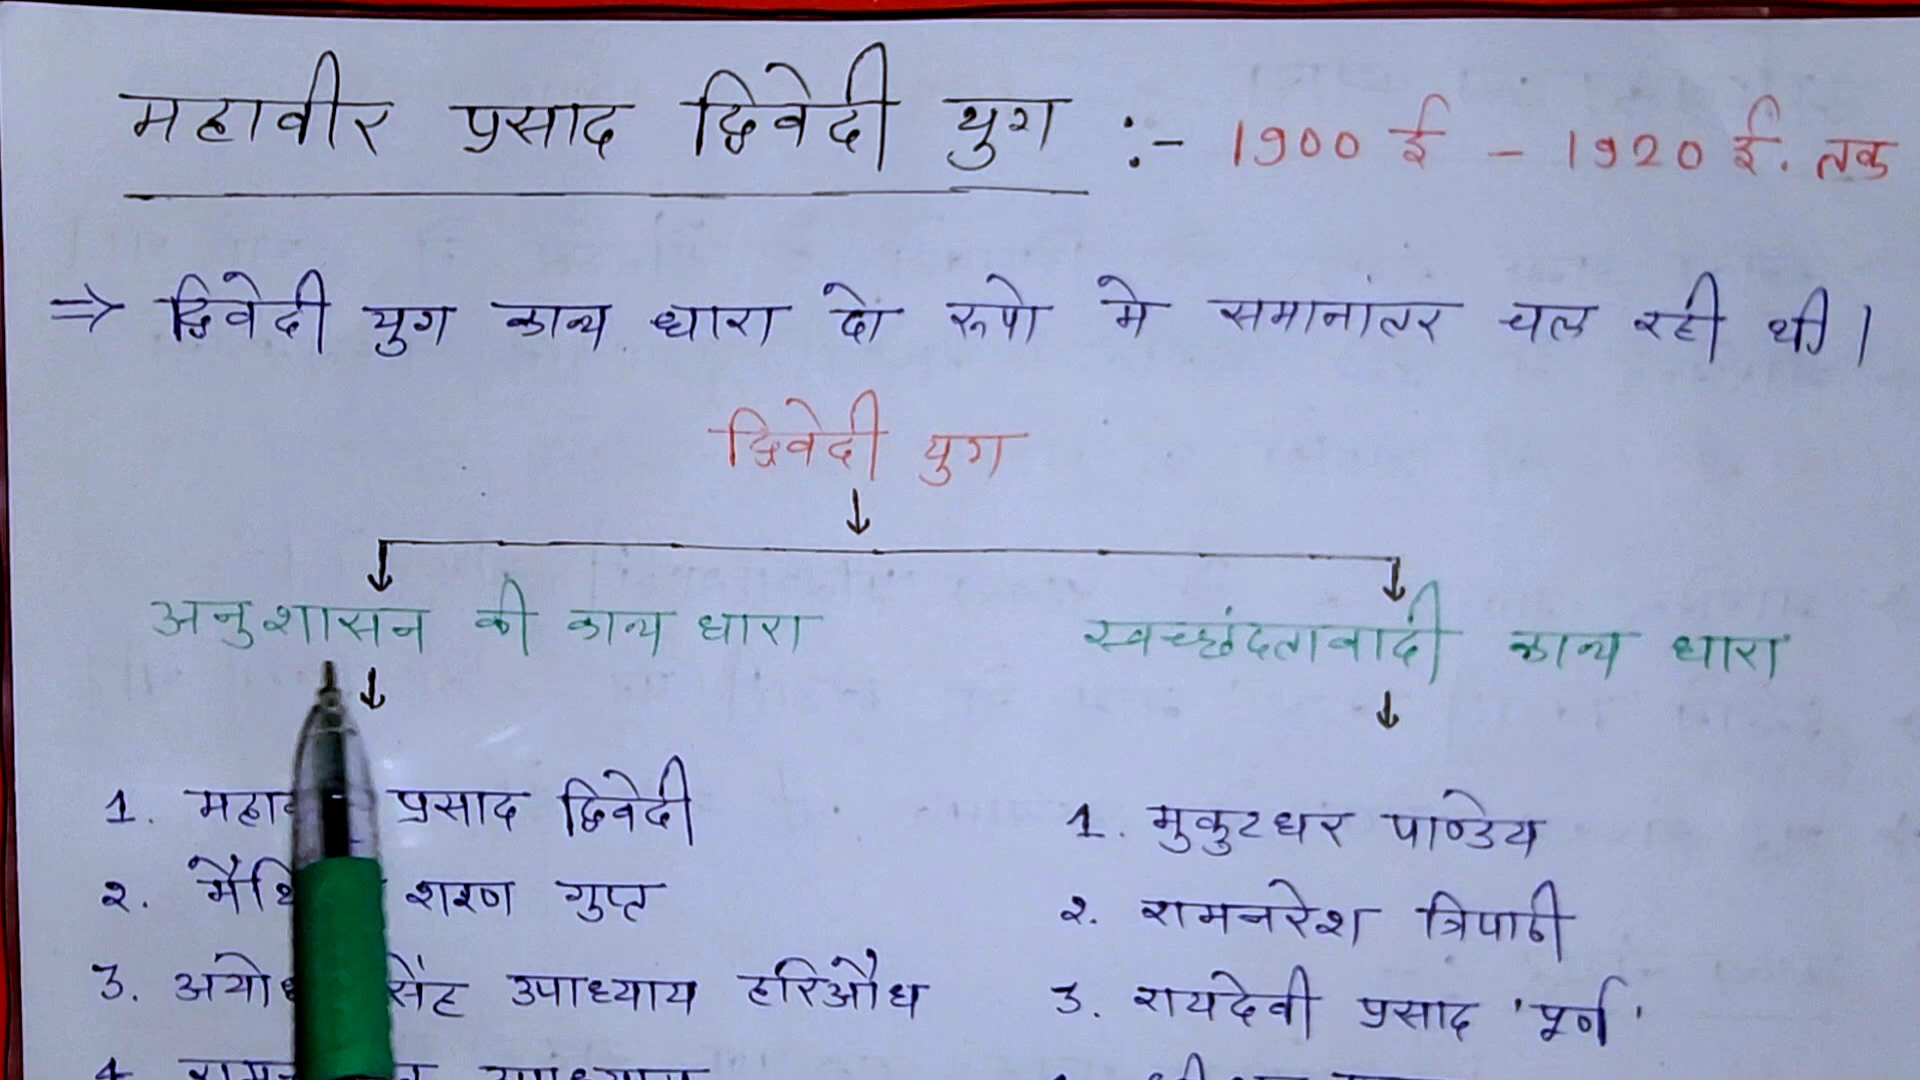 महावीर प्रसाद द्विवेदी युग :- 1900 ई - 1920 ई. तक
⇒ द्विवेदी युग काव्य धारा दो रूपो मे समानांतर चल रही थी।
द्विवेदी युग
अनुशासन की काव्य धारा
स्वच्छंदतावादी काव्य धारा
1. प्रसाद द्विवेदी
2. शरण गुप्त
3. उपाध्याय हरिऔध
1. मुकुटधर पाण्डेय
2. रामनरेश त्रिपाठी
3. रायदेवी प्रसाद 'पूर्ण'